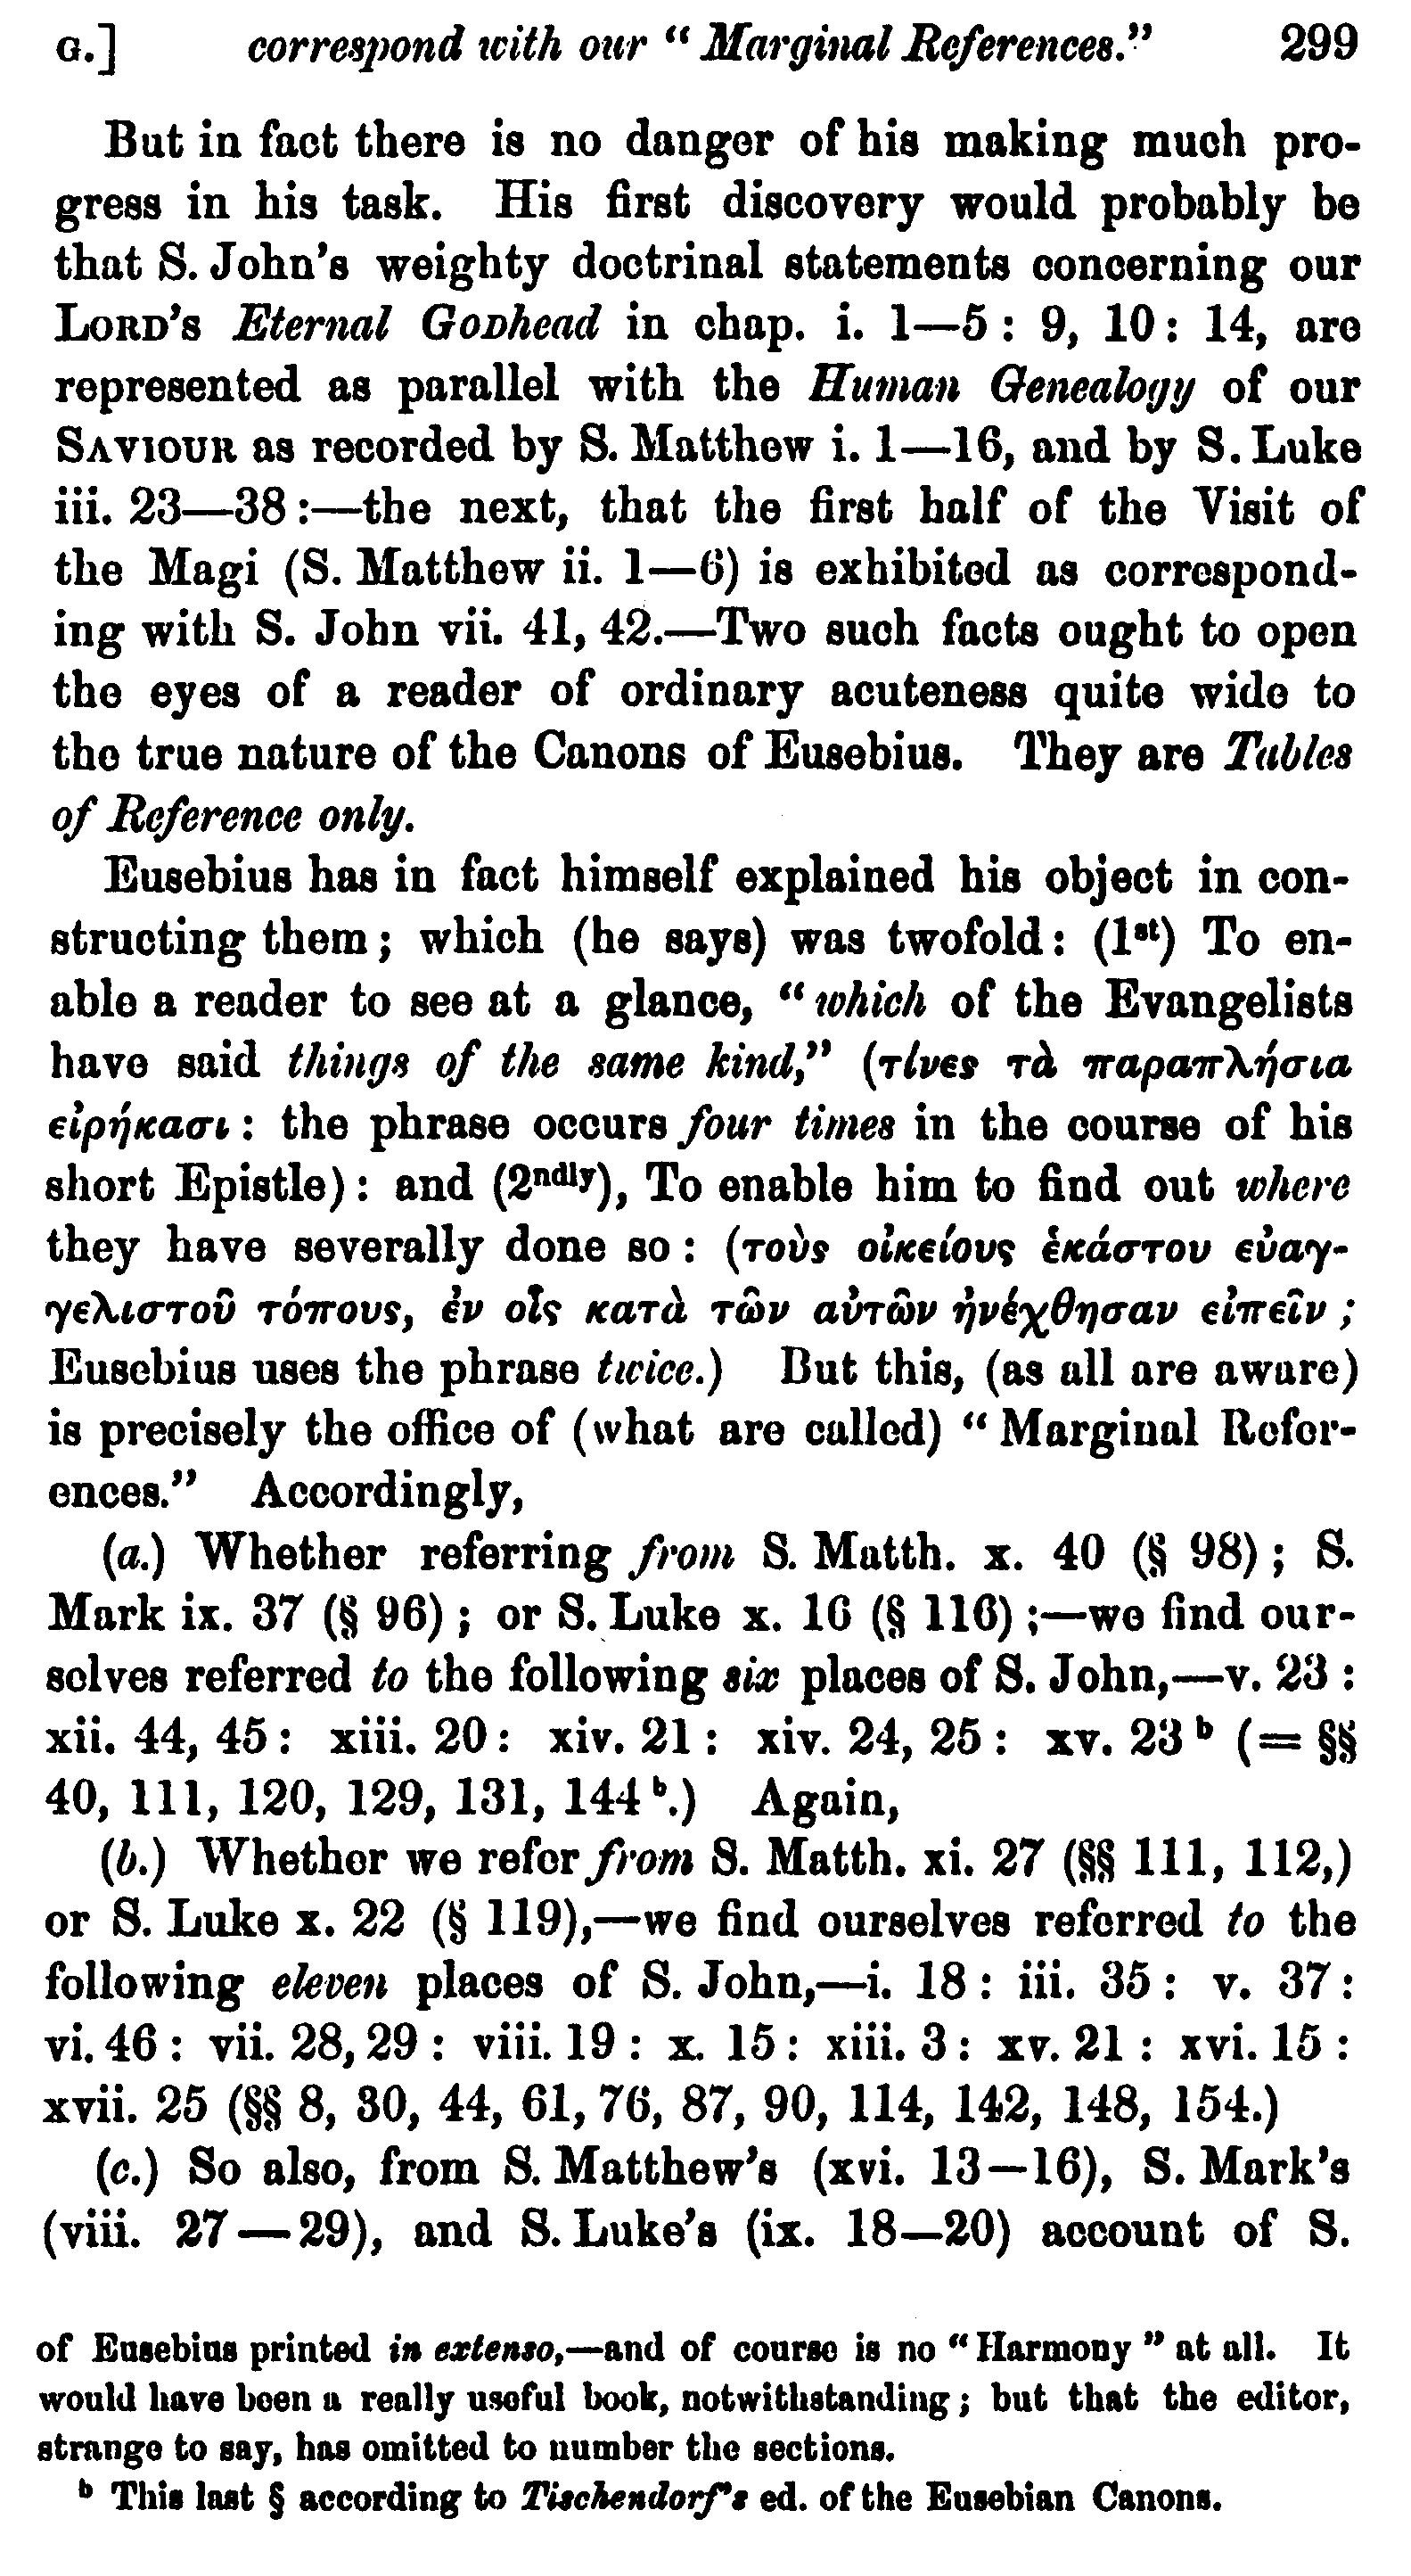 G.] correspond with our “Marginal References.” 299
But in fact there is no danger of his making much pro-
gress in his task. His first discovery would probably be
that S. John’s weighty doctrinal statements concerning our
LORD’s Eternal GODhead in chap. i. 1—5 : 9, 10 : 14, are
represented as parallel with the Human Genealogy of our
SAVIOUR as recorded by S. Matthew i. 1—16, and by S. Luke
iii. 23—38 :—the next, that the first half of the Visit of
the Magi (S. Matthew ii. 1—6) is exhibited as correspond-
ing with S. John vii. 41, 42.—Two such facts ought to open
the eyes of a reader of ordinary acuteness quite wide to
the true nature of the Canons of Eusebius. They are Tables
of Reference only.
Eusebius has in fact himself explained his object in con-
structing them; which (he says) was twofold: (1st) To en-
able a reader to see at a glance, “which of the Evangelists
have said things of the same kind,” (τίνες τὰ παραπλήσια
εἰρήκασι : the phrase occurs four times in the course of his
short Epistle) : and (2ndly), To enable him to find out where
they have severally done so : (τοὺς οἰκείους ἑκάστου εὐαγ-
γελιστοῦ τόπους, ἐν οἷς κατὰ τῶν αὐτῶν ἠνέχθησαν εἰπεῖν ;
Eusebius uses the phrase twice.) But this, (as all are aware)
is precisely the office of (what are called) “Marginal Refer-
ences.” Accordingly,
(a.) Whether referring from S. Matth. x. 40 (§ 98) ; S.
Mark ix. 37 (§ 96) ; or S. Luke x. 16 (§ 116) ;—we find our-
selves referred to the following six places of S. John,—v. 23 :
xii. 44, 45 : xiii. 20 : xiv. 21 : xiv. 24, 25 : xv. 23 b (= §§
40, 111, 120, 129, 131, 144 b.) Again,
(b.) Whether we refer from S. Matth. xi. 27 (§§ 111, 112,)
or S. Luke x. 22 (§ 119),—we find ourselves referred to the
following eleven places of S. John,—i. 18 : iii. 35 : v. 37 :
vi. 46 : vii. 28, 29 : viii. 19 : x. 15 : xiii. 3 : xv. 21 : xvi. 15 :
xvii. 25 (§§ 8, 30, 44, 61, 76, 87, 90, 114, 142, 148, 154.)
(c.) So also, from S. Matthew’s (xvi. 13—16), S. Mark’s
(viii. 27—29), and S. Luke’s (ix. 18—20) account of S.
of Eusebius printed in extenso,—and of course is no “Harmony” at all. It
would have been a really useful book, notwithstanding ; but that the editor,
strange to say, has omitted to number the sections.
b This last § according to Tischendorf’s ed. of the Eusebian Canons.